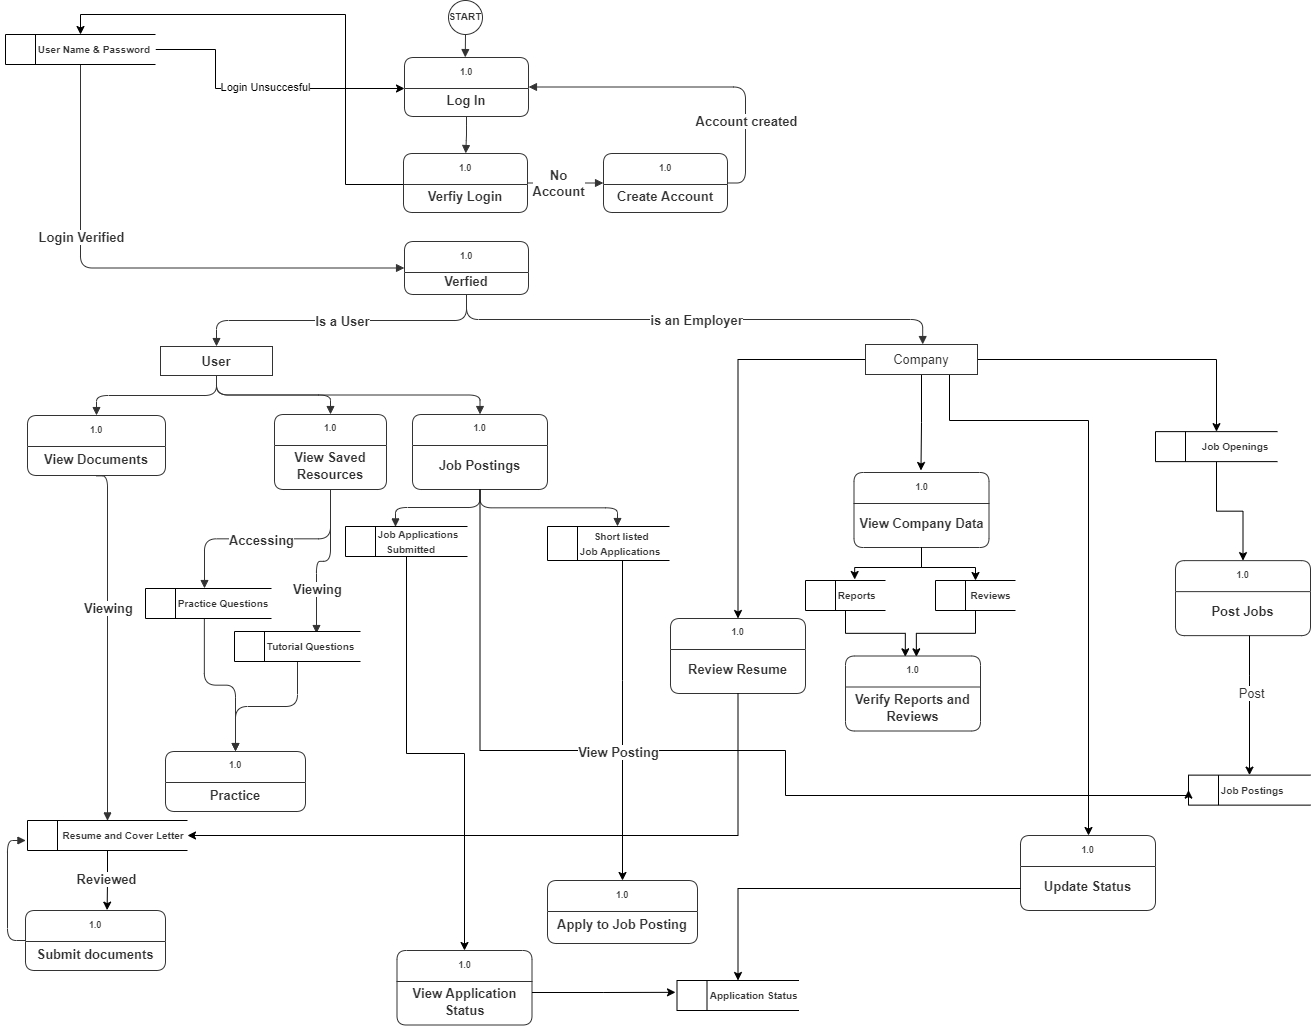 START
User Name & Password
1.0
Log In
Login Unsuccesful
Account created
1.0
Verfiy Login
No
Account
1.0
Create Account
Login Verified
1.0
Verfied
Is a User
is an Employer
User
Company
1.0
View Documents
1.0
View Saved
Resources
1.0
Job Postings
Job Openings
1.0
View Company Data
Accessing
Job Applications
Submitted
Short listed
Job Applications
Viewing
Practice Questions
Reports
Reviews
1.0
Post Jobs
Viewing
Tutorial Questions
1.0
Review Resume
1.0
Verify Reports and
Reviews
Post
View Posting
1.0
Practice
Job Postings
Resume and Cover Letter
Reviewed
1.0
Update Status
1.0
Submit documents
1.0
Apply to Job Posting
1.0
View Application
Status
Application Status